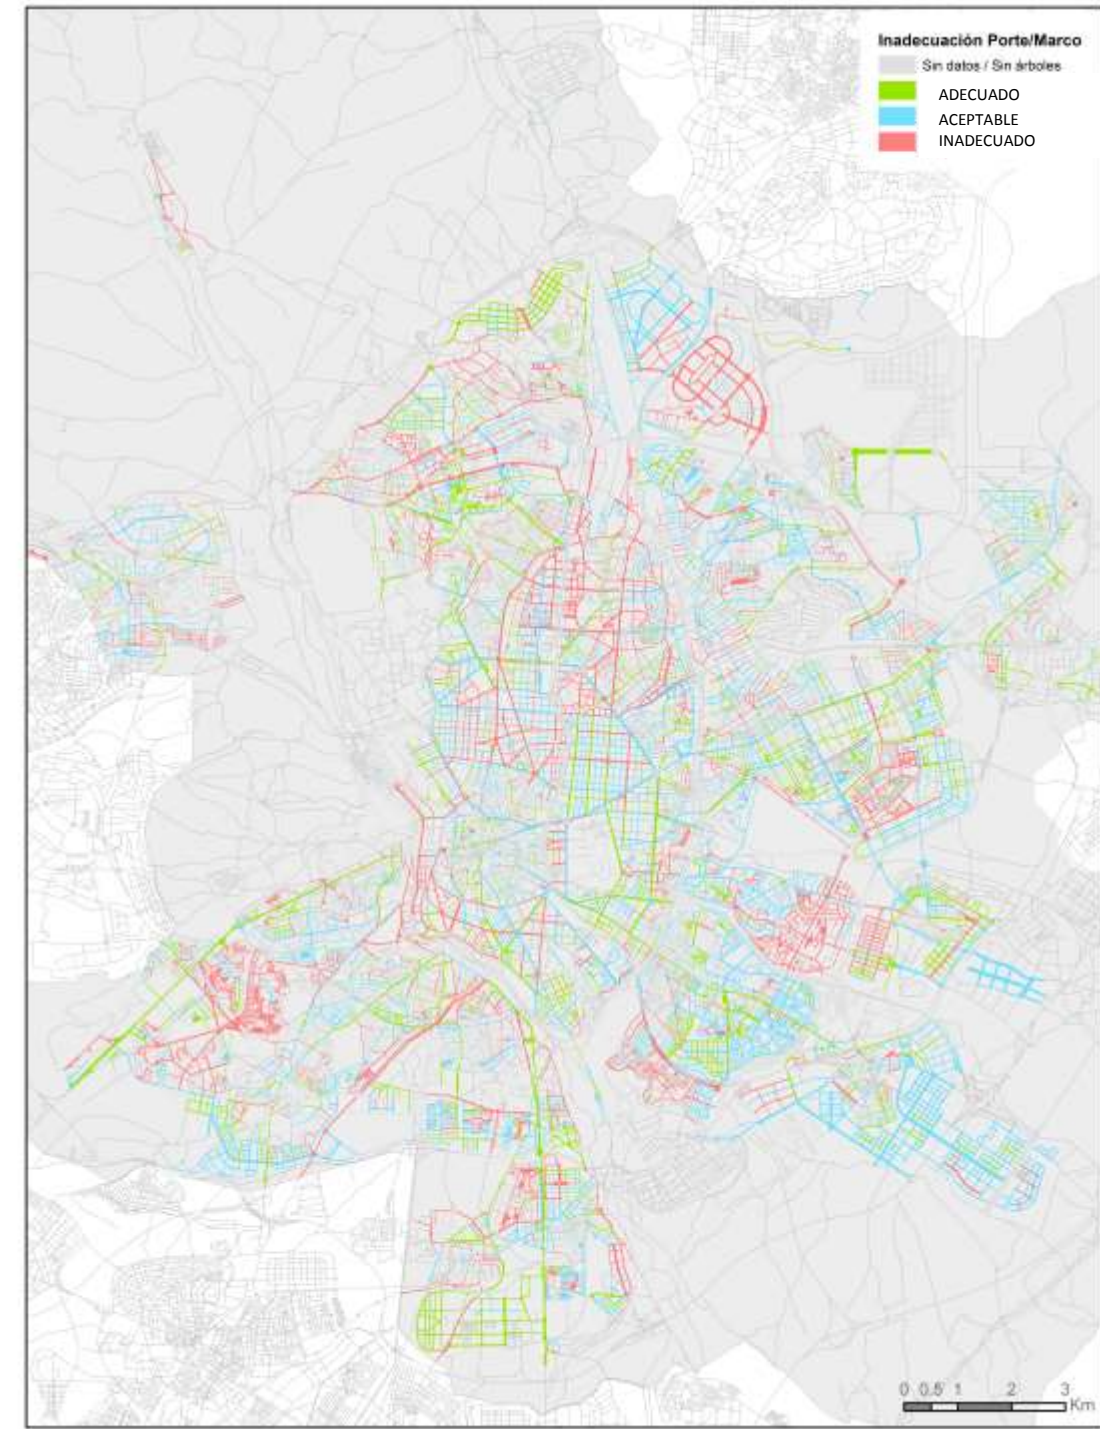 Inadecuación Porte/Marco
Sin datos / Sin árboles
ADECUADO
ACEPTABLE
INADECUADO
0 0.5 1 2 3
Km